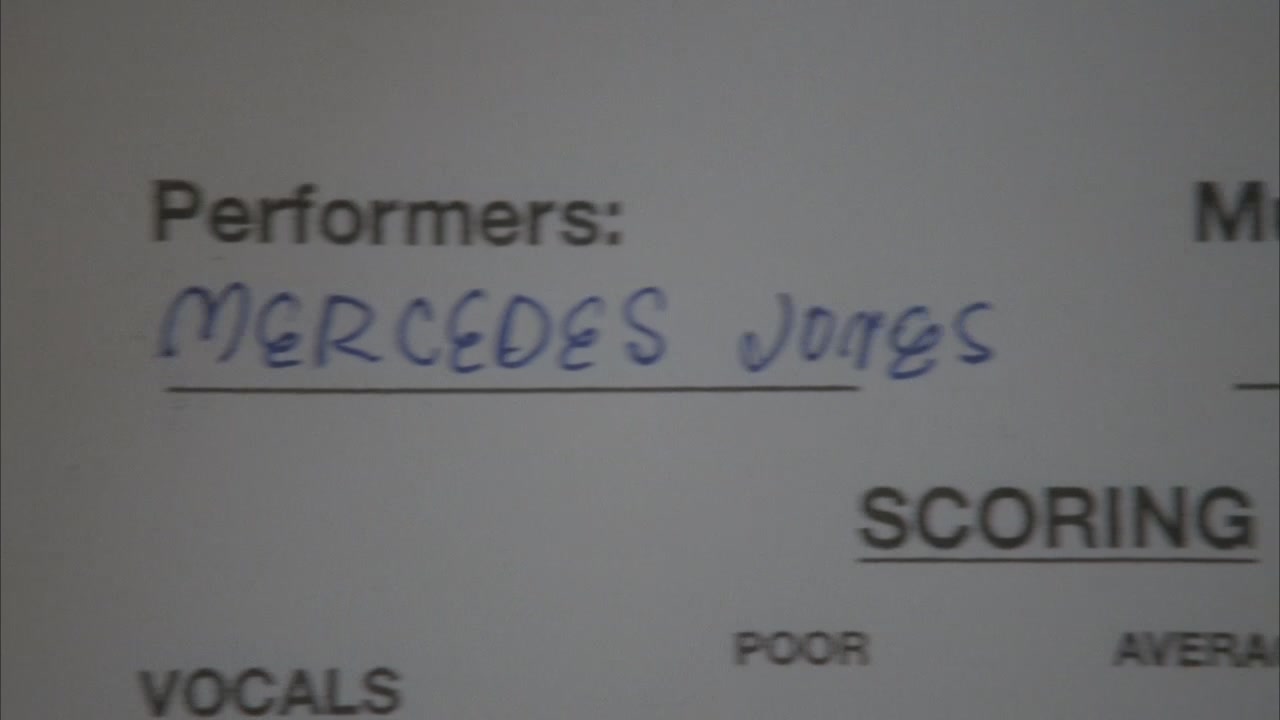 Performers:
MERCEDES JONES
SCORING
POOR
VOCALS